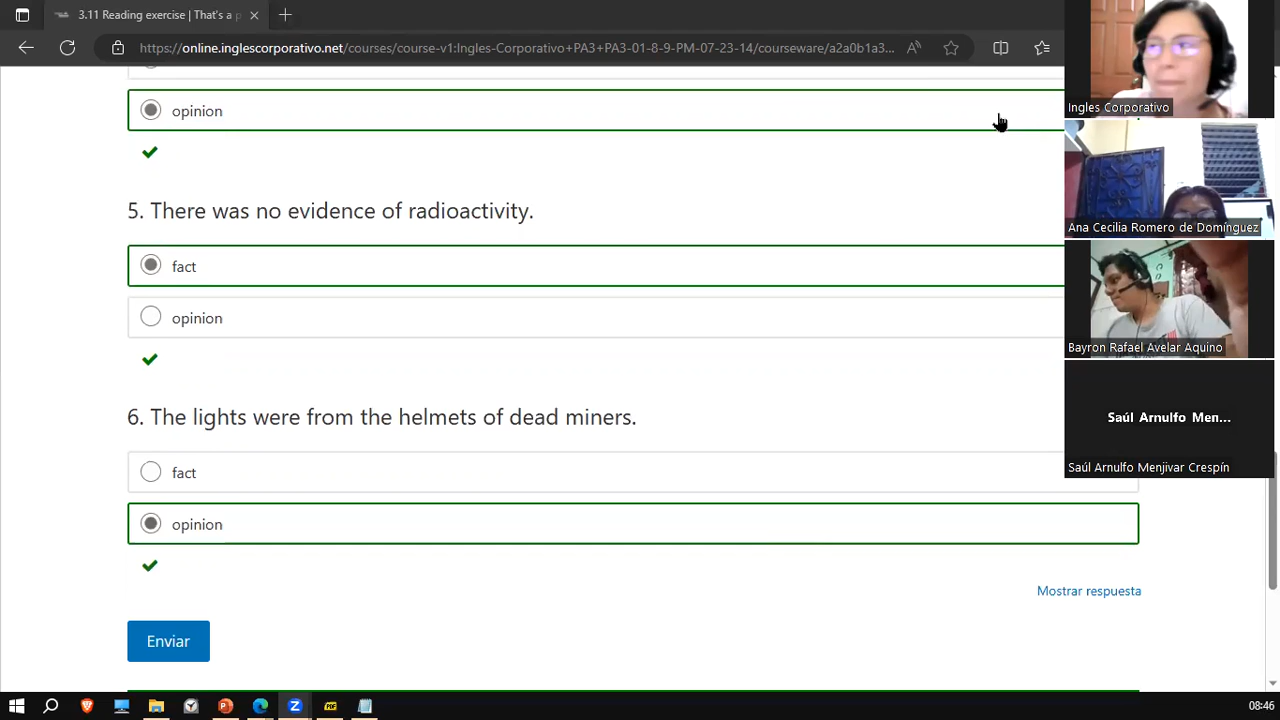 3.11 Reading exercise | That's a p
https://online.inglescorporativo.net/courses/course-v1:Ingles-Corporativo+PA3+PA3-01-8-9-PM-07-23-14/courseware/a2a0b1a3...
opinion
5. There was no evidence of radioactivity.
fact
opinion
6. The lights were from the helmets of dead miners.
fact
opinion
Mostrar respuesta
Enviar
Ingles Corporativo
Ana Cecilia Romero de Domínguez
Bayron Rafael Avelar Aquino
Saúl Arnulfo Men...
Saúl Arnulfo Menjivar Crespín
08:46